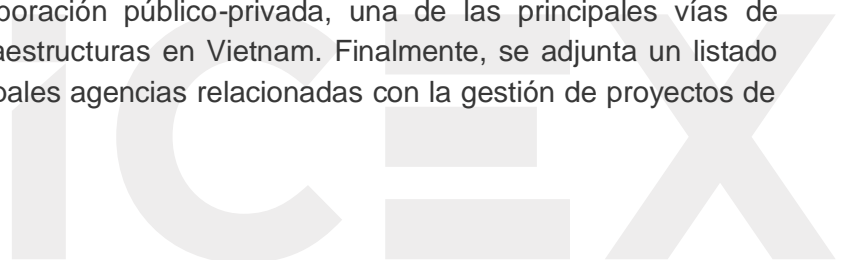 boración público-privada, una de las principales vías de
aestructuras en Vietnam. Finalmente, se adjunta un listado
pales agencias relacionadas con la gestión de proyectos de
ICEX